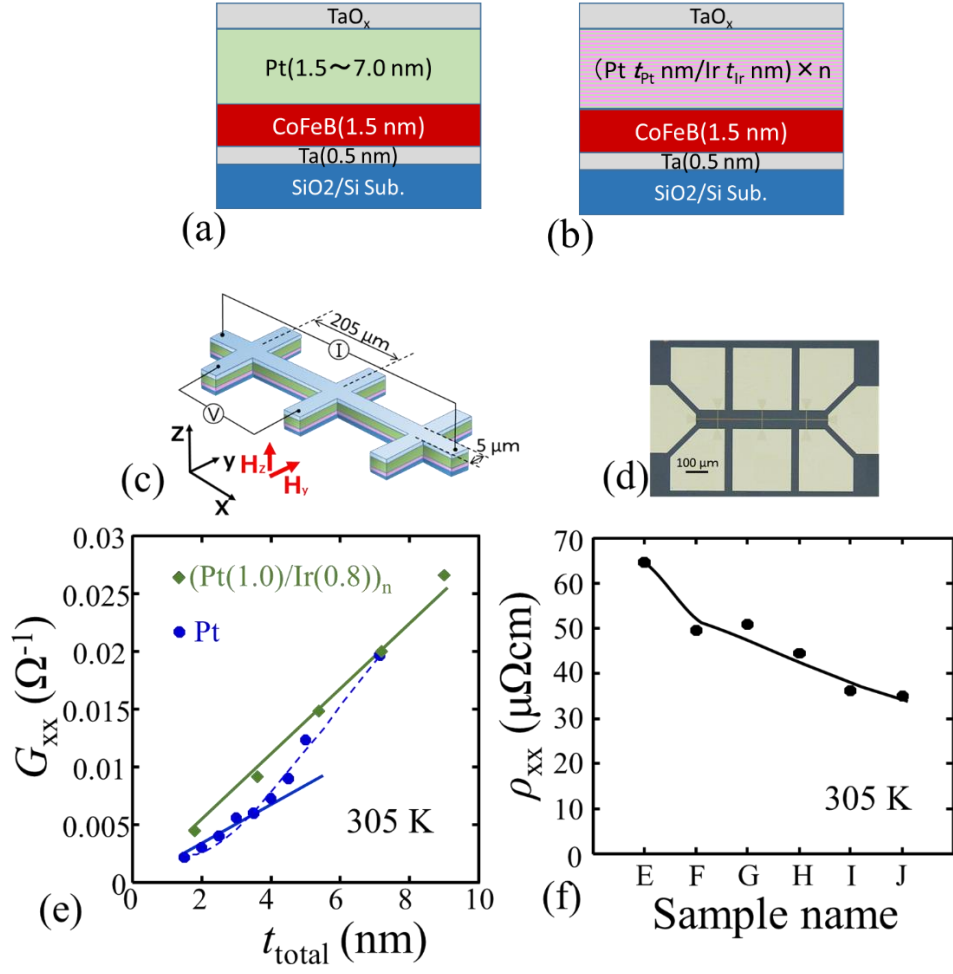 TaOx
Pt(1.5～7.0 nm)
CoFeB(1.5 nm)
Ta(0.5 nm)
SiO2/Si Sub.
(a)
TaOx
(Pt tPt nm/Ir tIr nm) × n
CoFeB(1.5 nm)
Ta(0.5 nm)
SiO2/Si Sub.
(b)
205 μm
I
V
5 μm
Z
y
X
Hz
Hy
(c)
100 μm
(d)
0.03
0.025
0.02
0.015
0.01
0.005
0
Gxx (Ω-1)
(Pt(1.0)/Ir(0.8))n
Pt
305 K
2
4
6
8
10
ttotal (nm)
(e)
70
60
50
40
30
20
10
0
ρxx (μΩcm)
305 K
E
F
G
H
I
J
Sample name
(f)